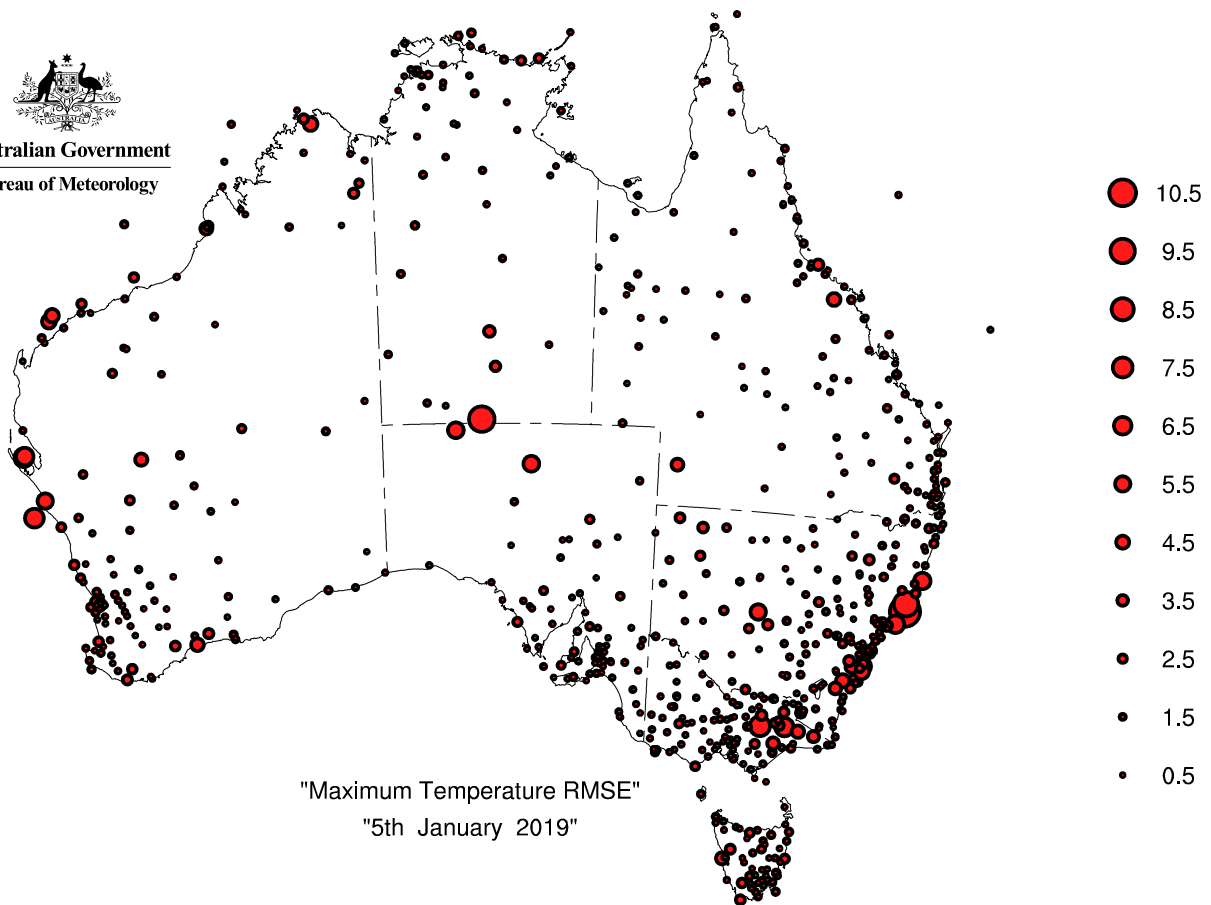 AUSTRALIA
tralian Government
reau of Meteorology
10.5
9.5
8.5
7.5
6.5
5.5
4.5
3.5
2.5
1.5
0.5
"Maximum Temperature RMSE"
"5th January 2019"